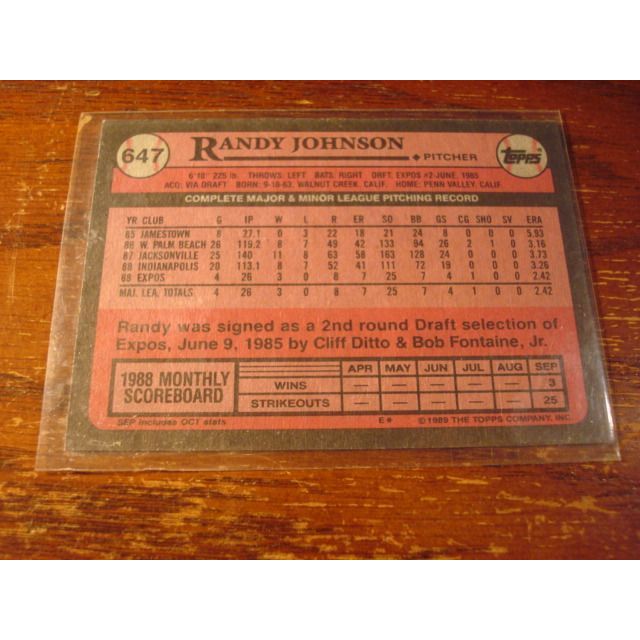 647 RANDY JOHNSON ◆ PITCHER topps
6'10" 225 lb. THROWS: LEFT BATS: RIGHT DRFT: EXPOS #2-JUNE, 1985
ACQ: VIA DRAFT BORN: 9-10-63, WALNUT CREEK, CALIF. HOME: PENN VALLEY, CALIF.
COMPLETE MAJOR & MINOR LEAGUE PITCHING RECORD
YR CLUB G IP W L R ER SO BB GS CG SHO SV ERA
85 JAMESTOWN 8 27.1 0 3 22 18 21 24 8 0 0 0 5.93
86 W. PALM BEACH 26 119.2 8 7 49 42 133 94 26 2 1 0 3.16
87 JACKSONVILLE 25 140 11 8 63 58 163 128 24 0 0 0 3.73
88 INDIANAPOLIS 20 113.1 8 7 52 41 111 72 19 0 0 0 3.26
88 EXPOS 4 26 3 0 8 7 25 7 4 1 0 0 2.42
MAJ. LEA. TOTALS 4 26 3 0 8 7 25 7 4 1 0 0 2.42
Randy was signed as a 2nd round Draft selection of
Expos, June 9, 1985 by Cliff Ditto & Bob Fontaine, Jr.
1988 MONTHLY SCOREBOARD
APR MAY JUN JUL AUG SEP
WINS — — — — — 3
STRIKEOUTS — — — — — 25
SEP includes OCT stats E* ©1989 THE TOPPS COMPANY, INC.